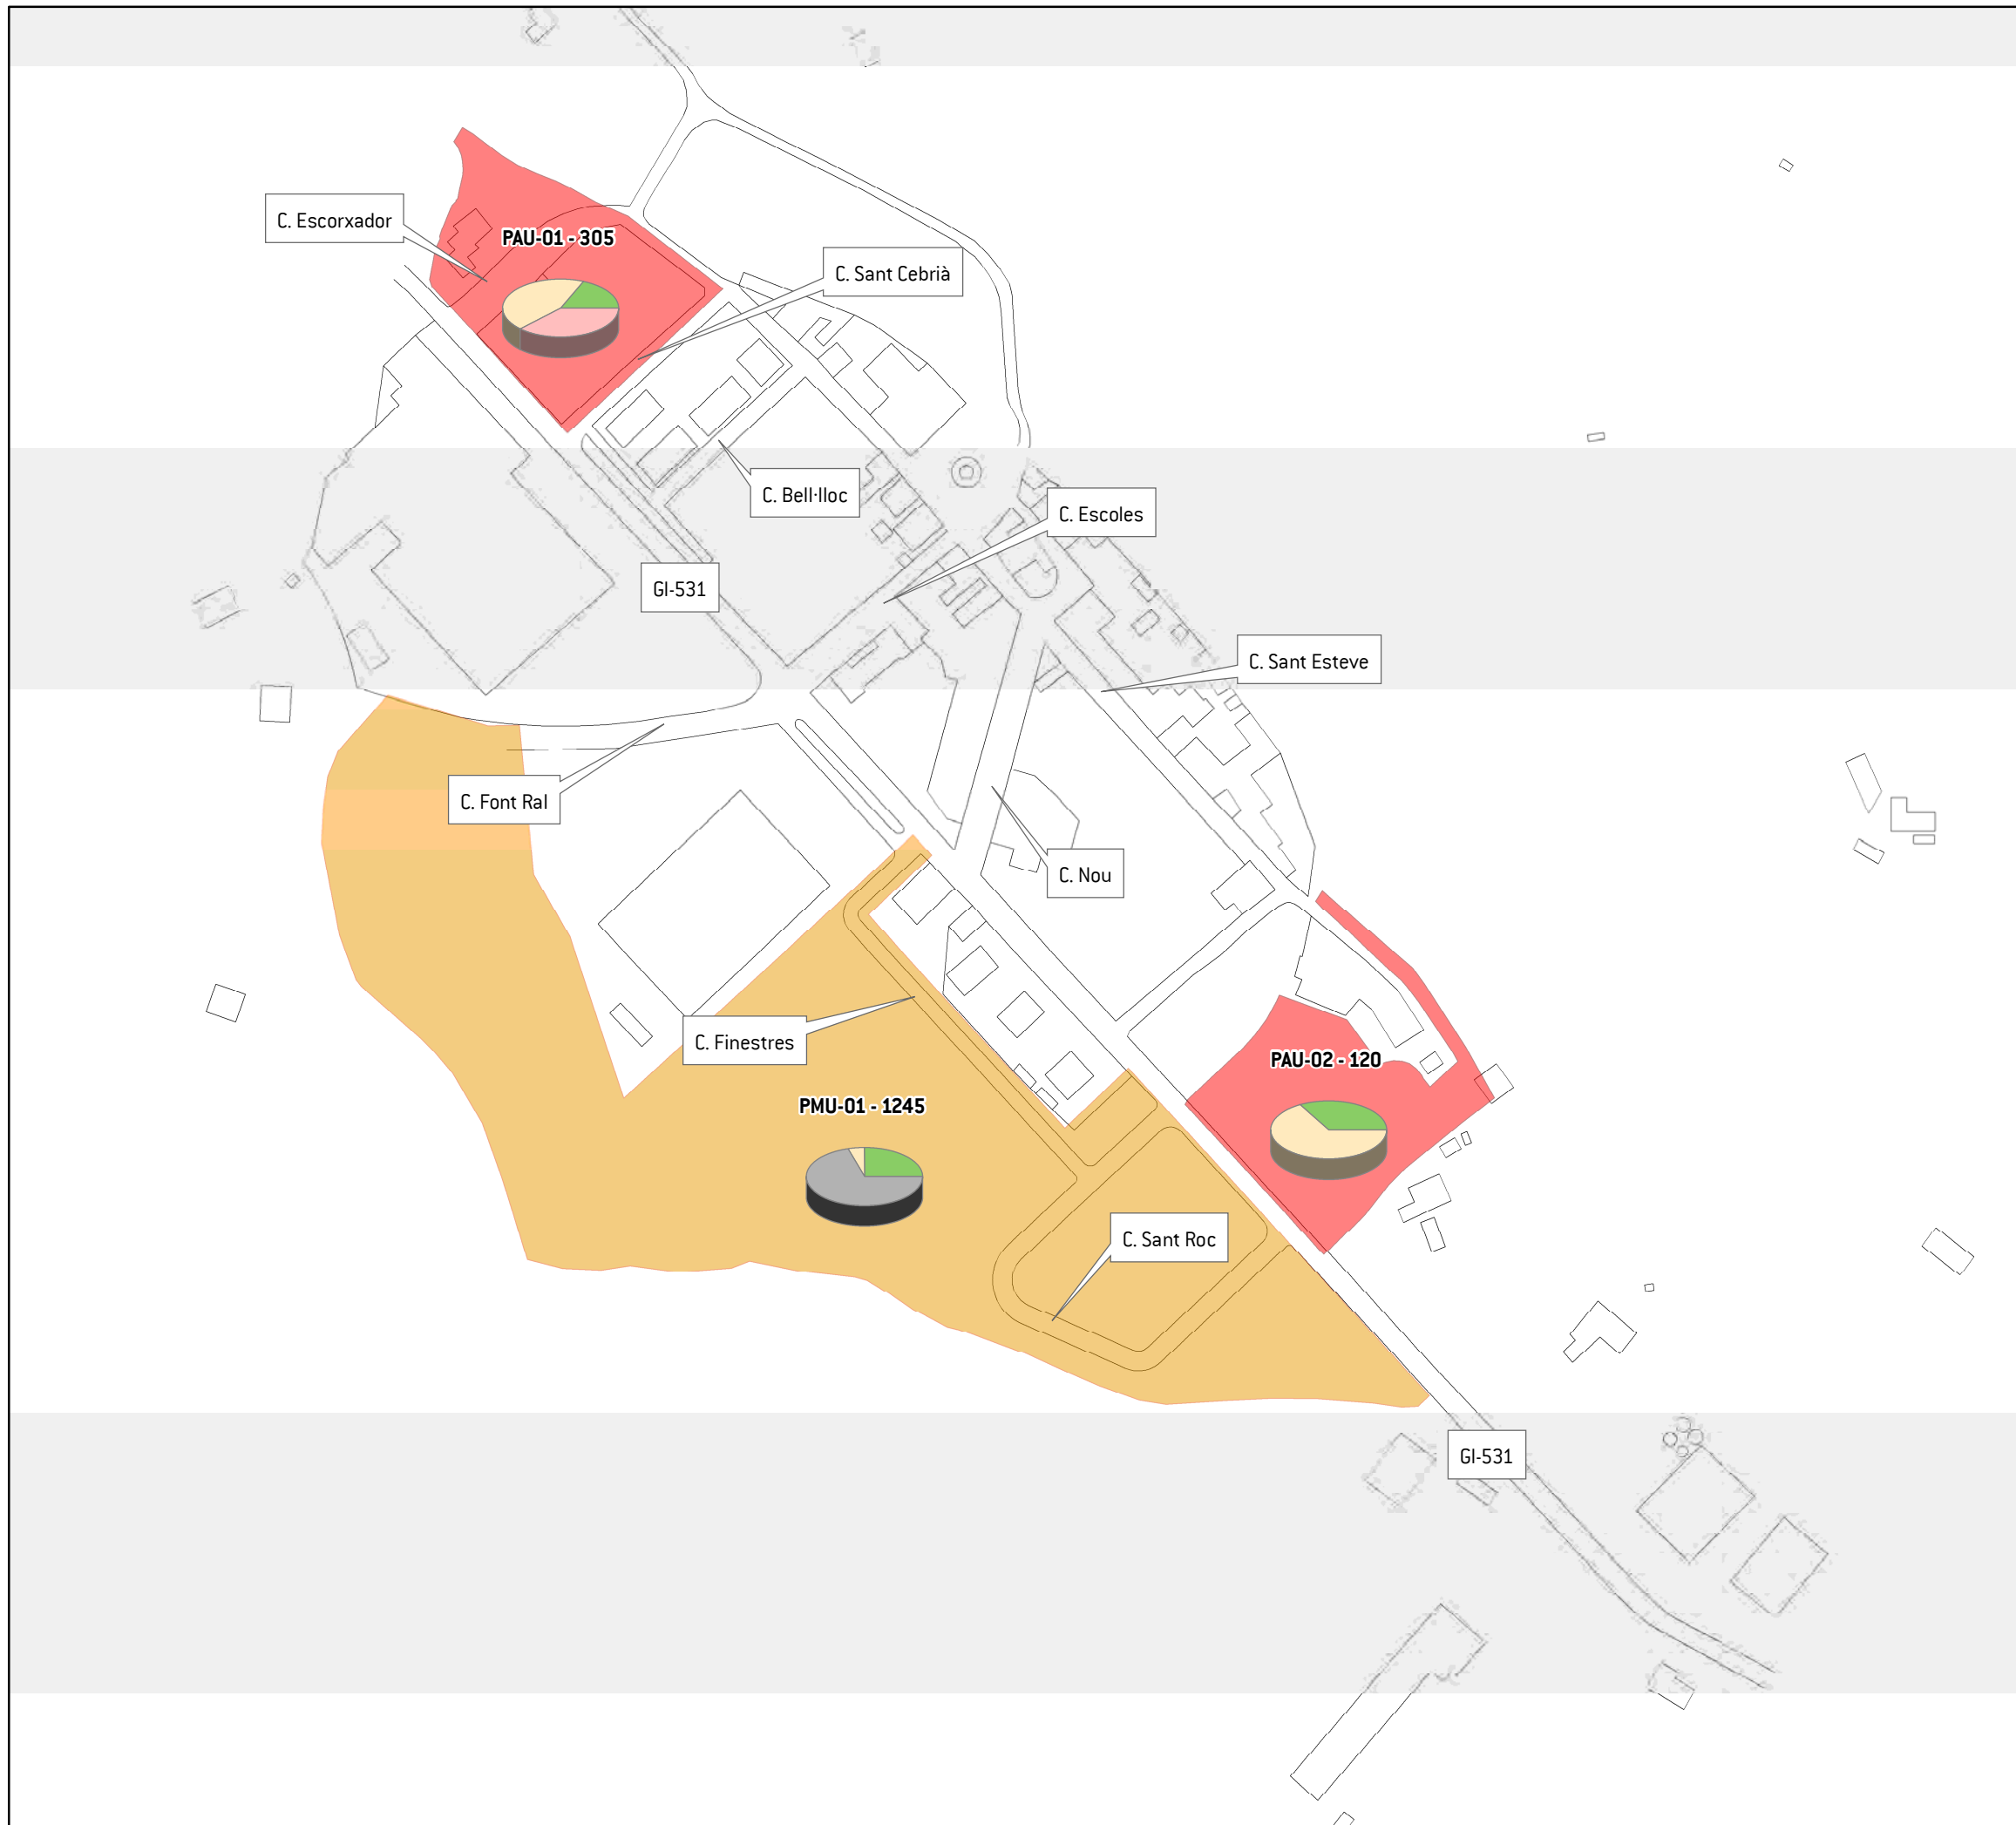 C. Escorxador
PAU-01 - 305
C. Sant Cebrià
C. Bell·lloc
C. Escoles
GI-531
C. Sant Esteve
C. Font Ral
C. Nou
C. Finestres
PAU-02 - 120
PMU-01 - 1245
C. Sant Roc
GI-531